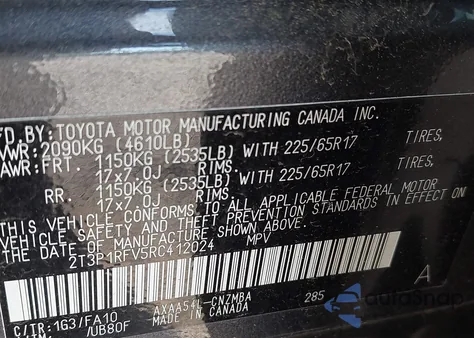 FD BY: TOYOTA MOTOR MANUFACTURING CANADA INC.
VWR: 2090KG (4610LB)
AWR: FRT. 1150KG (2535LB) WITH 225/65R17 TIRES,
17x7.0J RIMS.
RR. 1150KG (2535LB) WITH 225/65R17 TIRES,
17x7.0J RIMS.
THIS VEHICLE CONFORMS TO ALL APPLICABLE FEDERAL MOTOR
VEHICLE SAFETY AND THEFT PREVENTION STANDARDS IN EFFECT ON
THE DATE OF MANUFACTURE SHOWN ABOVE.
2T3P1RFV5RC412024 MPV
C/TR: 1G3/FA10 AXAA54L-CNZMBA 285 A
/UB80F MADE IN CANADA
autoSnap